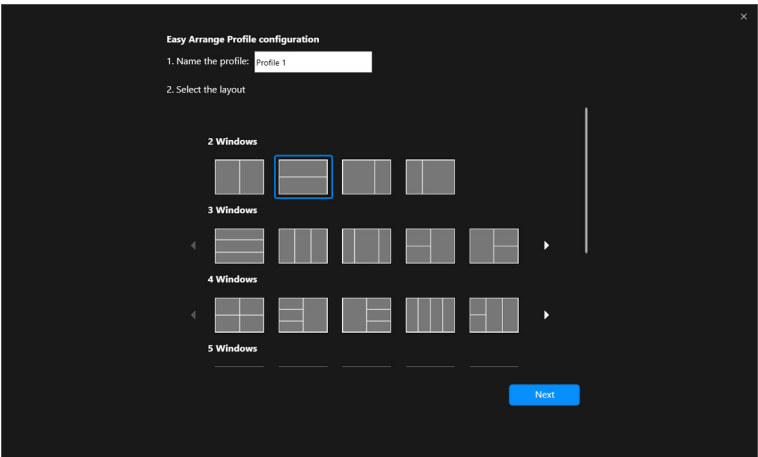 Easy Arrange Profile configuration
1. Name the profile: Profile 1
2. Select the layout
2 Windows
3 Windows
4 Windows
5 Windows
Next